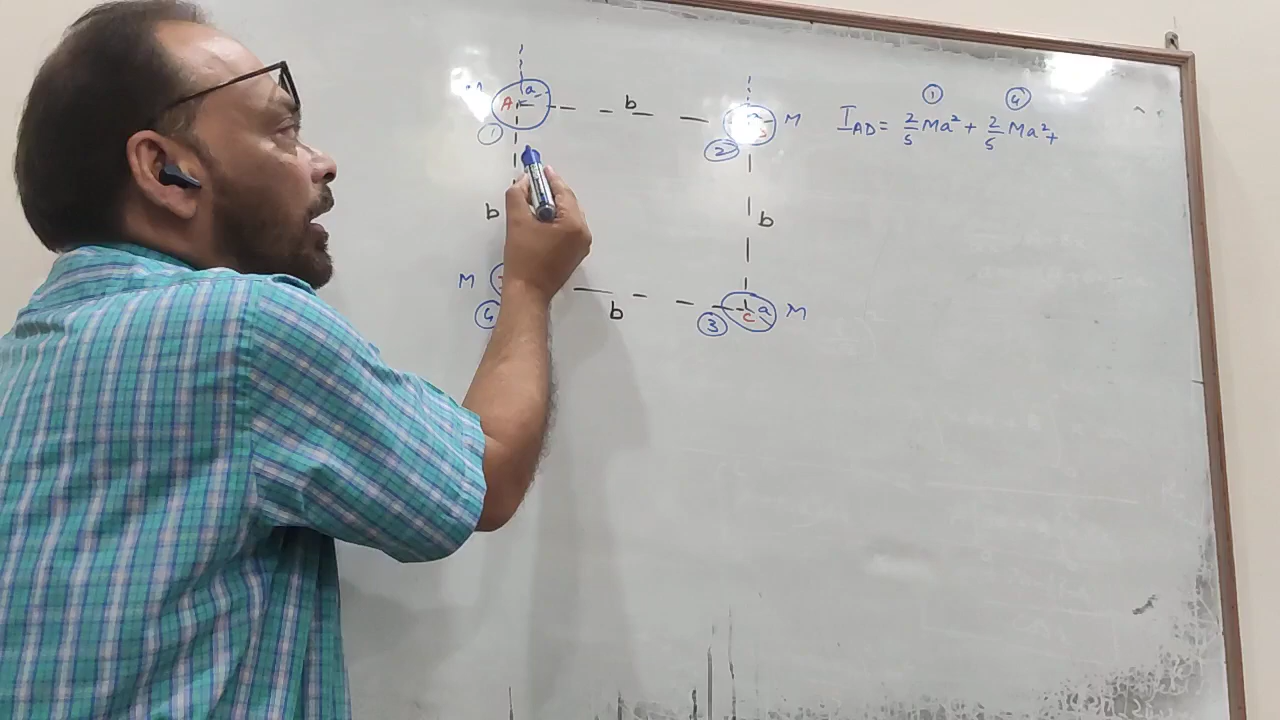 ① ④
I_AD = 2/5 Ma² + 2/5 Ma² +
A a b M
① ②
b b
M
④ b ③ C a M